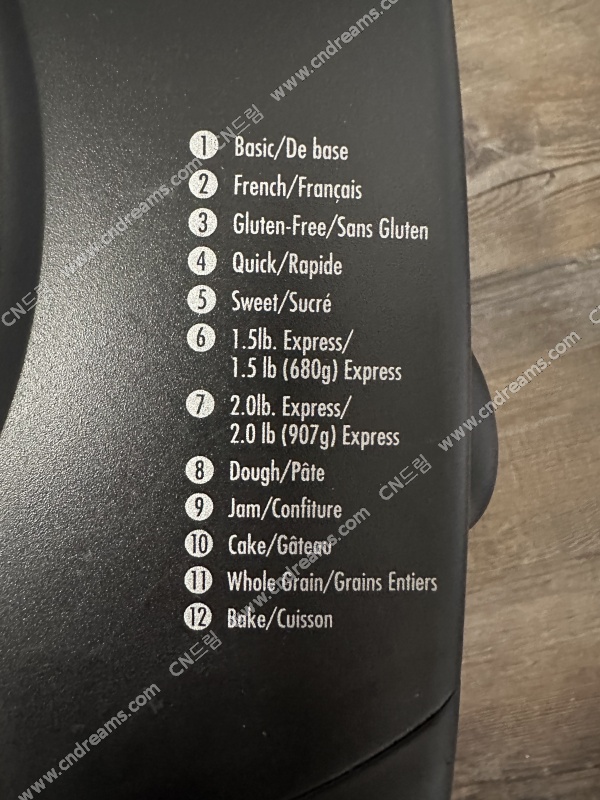 1 Basic/De base
2 French/Français
3 Gluten-Free/Sans Gluten
4 Quick/Rapide
5 Sweet/Sucré
6 1.5lb. Express/
1.5 lb (680g) Express
7 2.0lb. Express/
2.0 lb (907g) Express
8 Dough/Pâte
9 Jam/Confiture
10 Cake/Gâteau
11 Whole Grain/Grains Entiers
12 Bake/Cuisson
CN드림 www.cndreams.com